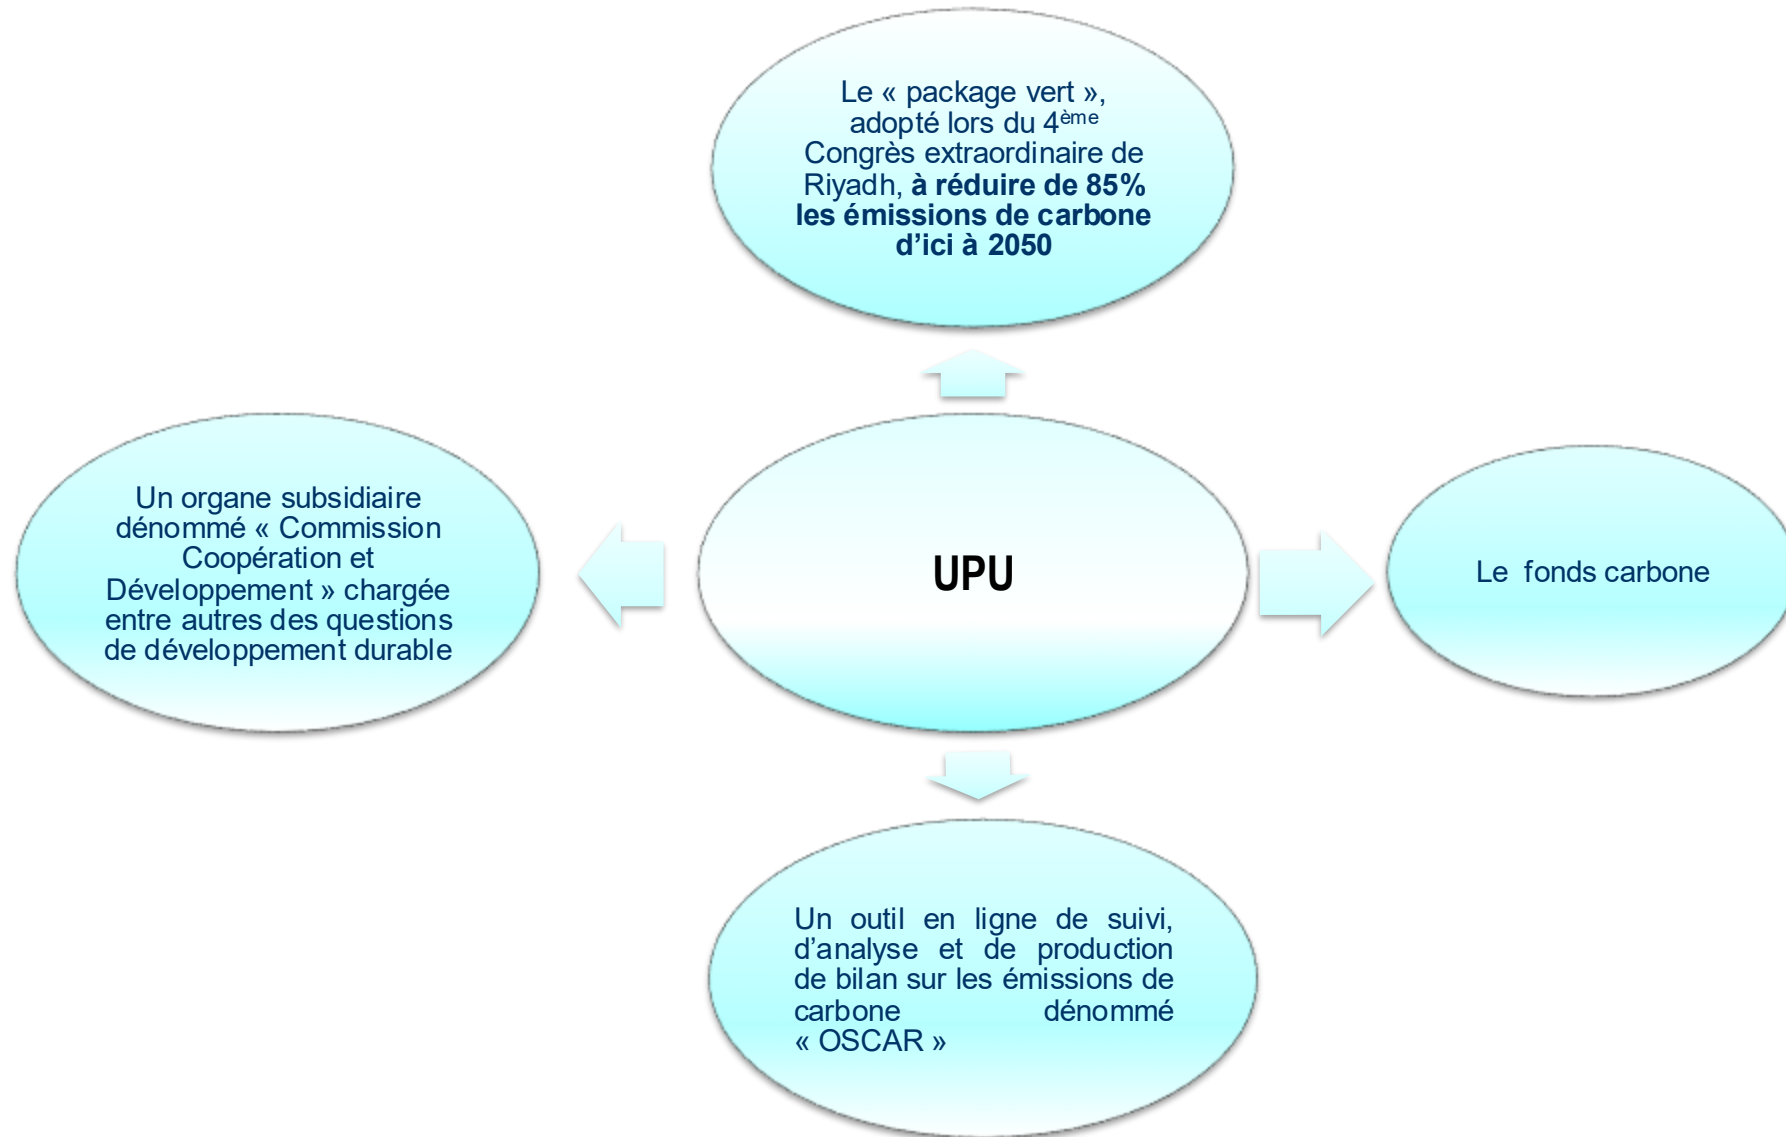 Le « package vert »,
adopté lors du 4ème
Congrès extraordinaire de
Riyadh, à réduire de 85%
les émissions de carbone
d’ici à 2050
Un organe subsidiaire
dénommé « Commission
Coopération et
Développement » chargée
entre autres des questions
de développement durable
UPU
Le fonds carbone
Un outil en ligne de suivi,
d’analyse et de production
de bilan sur les émissions de
carbone dénommé
« OSCAR »